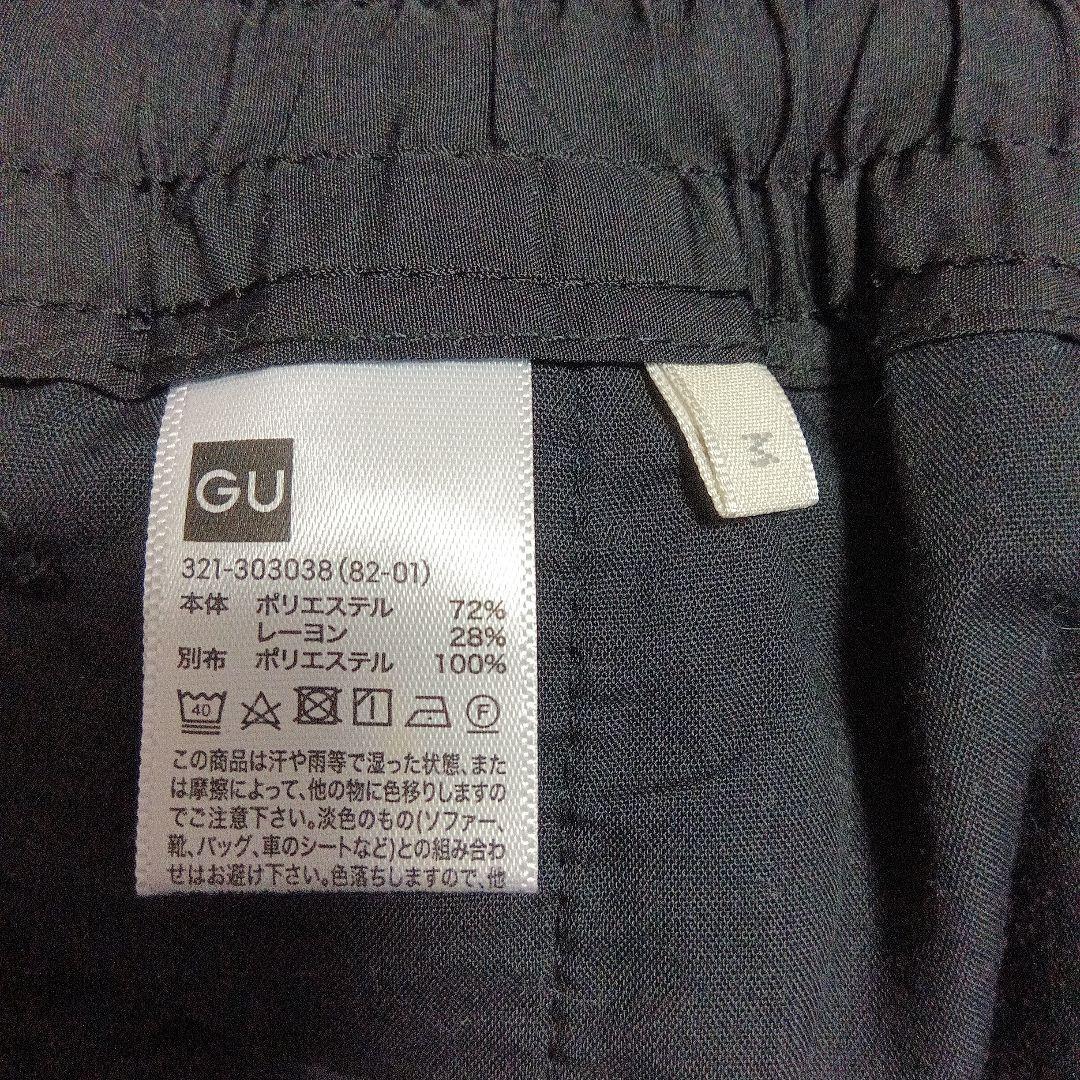 GU
M
321-303038(82-01)
本体 ポリエステル 72%
レーヨン 28%
別布 ポリエステル 100%
40 1 F
この商品は汗や雨等で湿った状態、また
は摩擦によって、他の物に色移りしますの
でご注意下さい。淡色のもの(ソファー、
靴、バッグ、車のシートなど)との組み合わ
せはお避け下さい。色落ちしますので、他